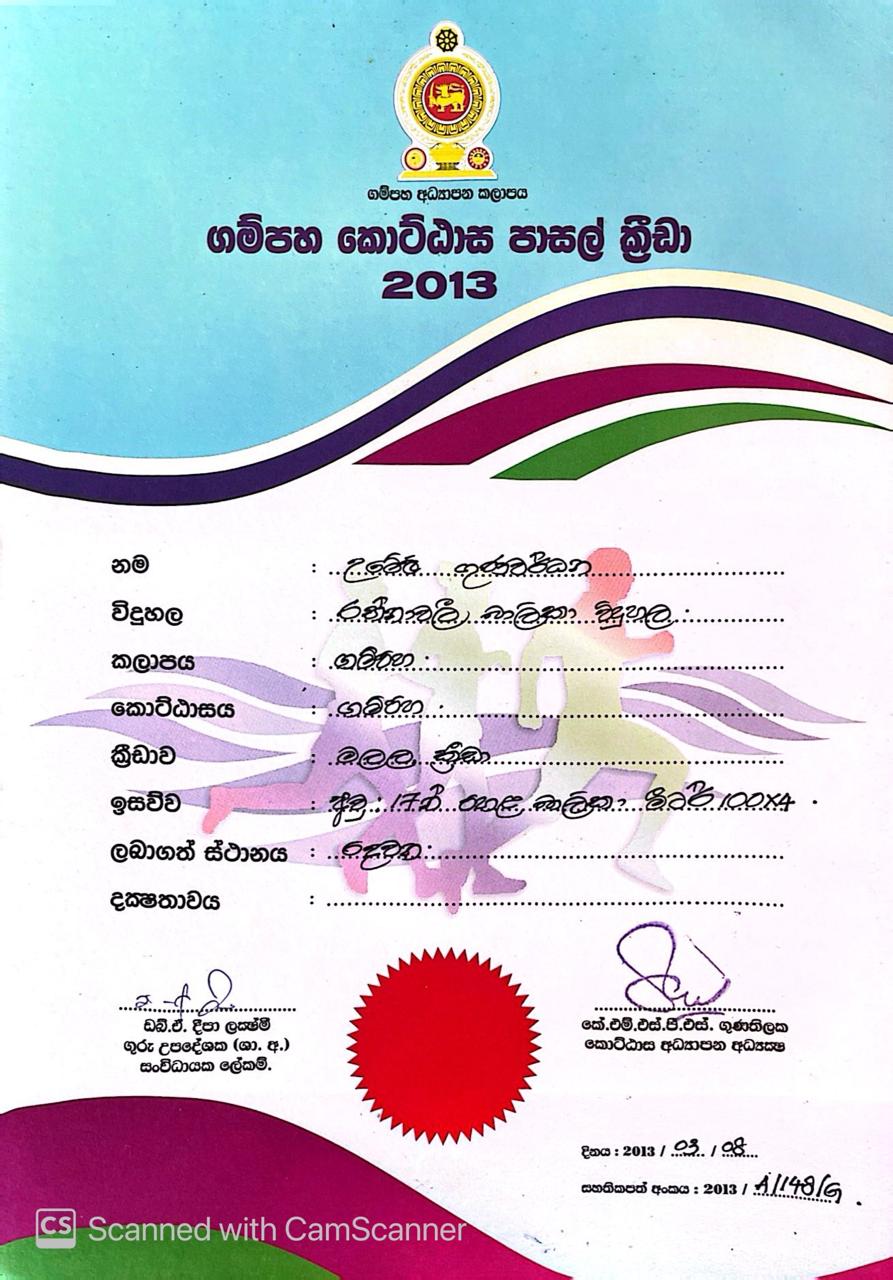 ගම්පහ අධ්‍යාපන කලාපය
ගම්පහ කොට්ඨාස පාසල් ක්‍රීඩා
2013
නම : ගුණවර්ධන
විදුහල : රත්නාවලී බාලිකා විදුහල.
කලාපය : ගම්පහ.
කොට්ඨාසය : ගම්පහ.
ක්‍රීඩාව : මලල ක්‍රීඩා
ඉසව්ව : අවු: 17න් පහළ බාලිකා මීටර් 100x4.
ලබාගත් ස්ථානය : දෙවන.
දක්‍ෂතාවය :
ඩබ්.ඒ. දීපා ලක්‍ෂ්මී
ගුරු උපදේශක (ශා. අ.)
සංවිධායක ලේකම්.
කේ.එම්.එස්.පී.එස්. ගුණතිලක
කොට්ඨාස අධ්‍යාපන අධ්‍යක්‍ෂ
දිනය : 2013 / 03 / 08
සහතිකපත් අංකය : 2013 / A/148/G.
CS Scanned with CamScanner